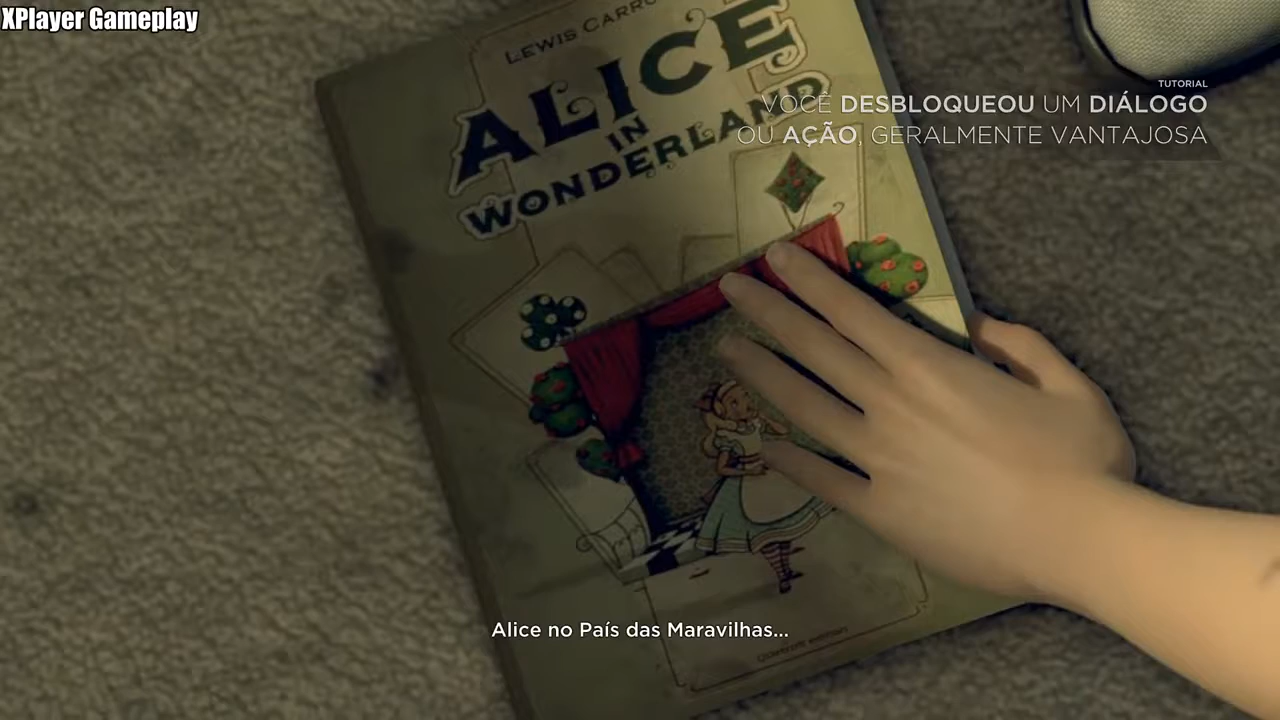 XPlayer Gameplay
LEWIS CARRO
ALICE
IN
WONDERLAND
TUTORIAL
VOCÊ DESBLOQUEOU UM DIÁLOGO
OU AÇÃO, GERALMENTE VANTAJOSA
Alice no País das Maravilhas...